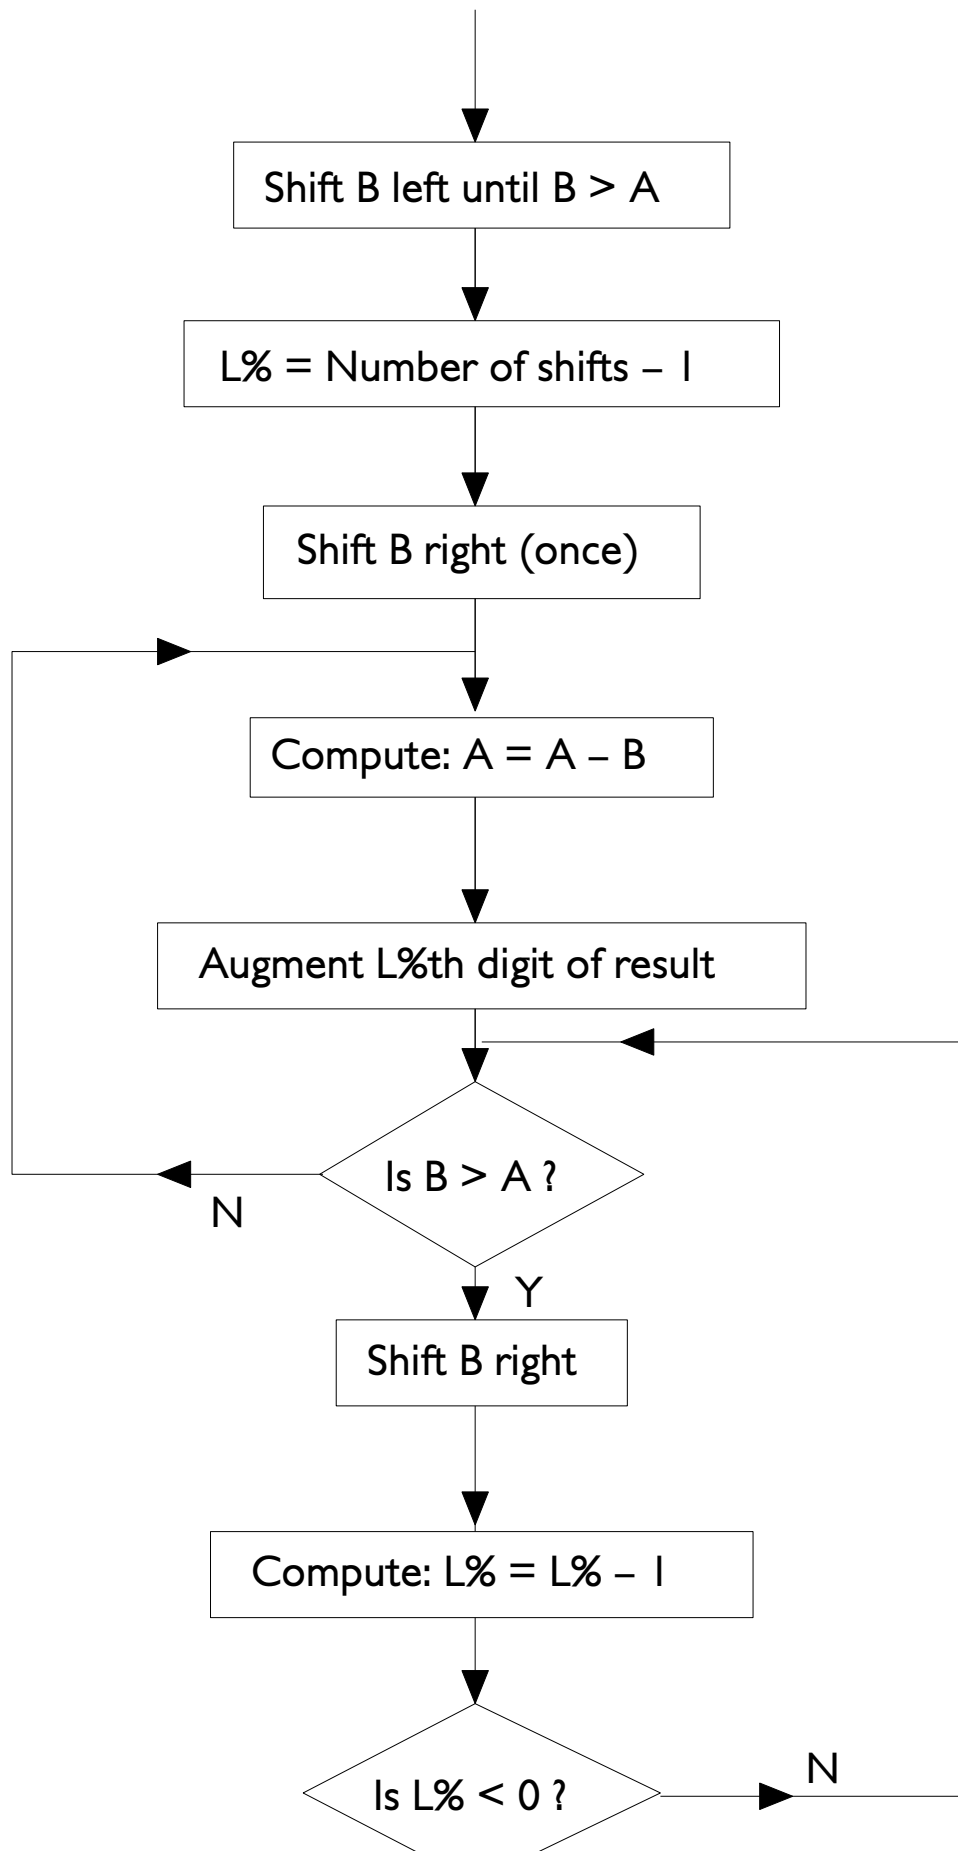 Shift B left until B > A
L% = Number of shifts – 1
Shift B right (once)
Compute: A = A – B
Augment L%th digit of result
Is B > A ?
N
Y
Shift B right
Compute: L% = L% – 1
Is L% < 0 ?
N